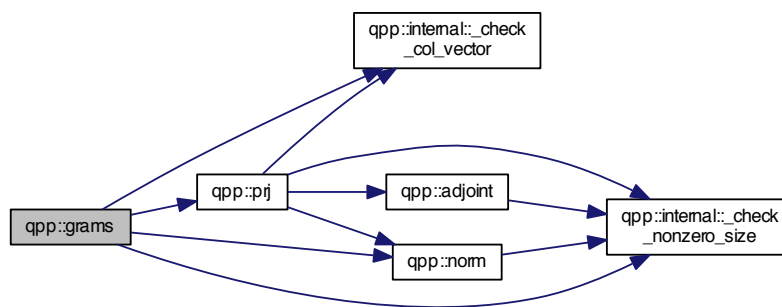 qpp::internal::_check
_col_vector
qpp::prj
qpp::adjoint
qpp::grams
qpp::internal::_check
_nonzero_size
qpp::norm